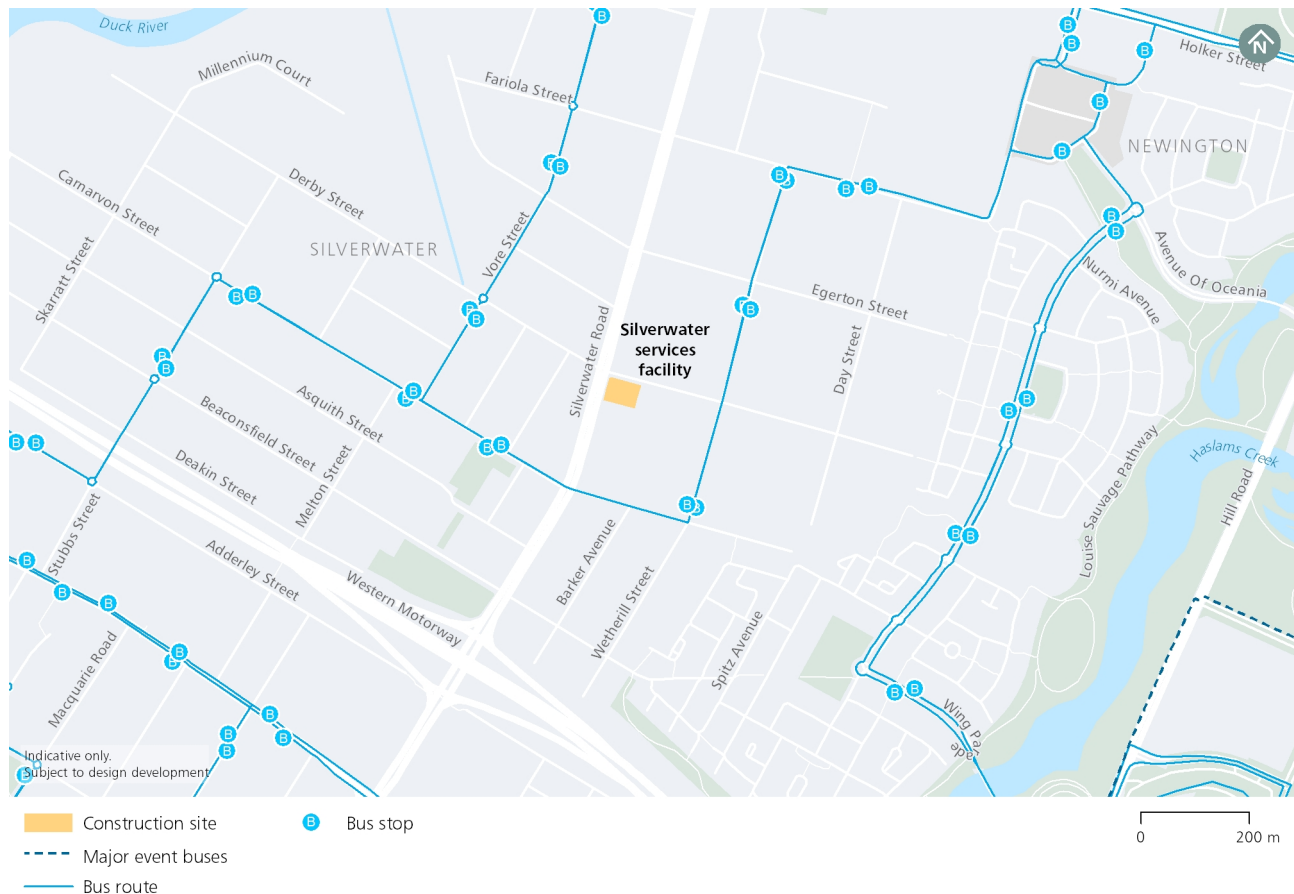 Duck River
Millennium Court
Fariola Street
Holker Street
N
NEWINGTON
Carnarvon Street
Derby Street
SILVERWATER
Vore Street
Skarratt Street
Silverwater Road
Silverwater
services
facility
Egerton Street
Day Street
Nurmi Avenue
Avenue Of Oceania
Asquith Street
Beaconsfield Street
Melton Street
Deakin Street
Stubbs Street
Adderley Street
Western Motorway
Barker Avenue
Wetherill Street
Spitz Avenue
Louise Sauvage Pathway
Haslams Creek
Hill Road
Macquarie Road
Wing Parade
Indicative only.
Subject to design development
Construction site
B Bus stop
Major event buses
Bus route
0 200 m